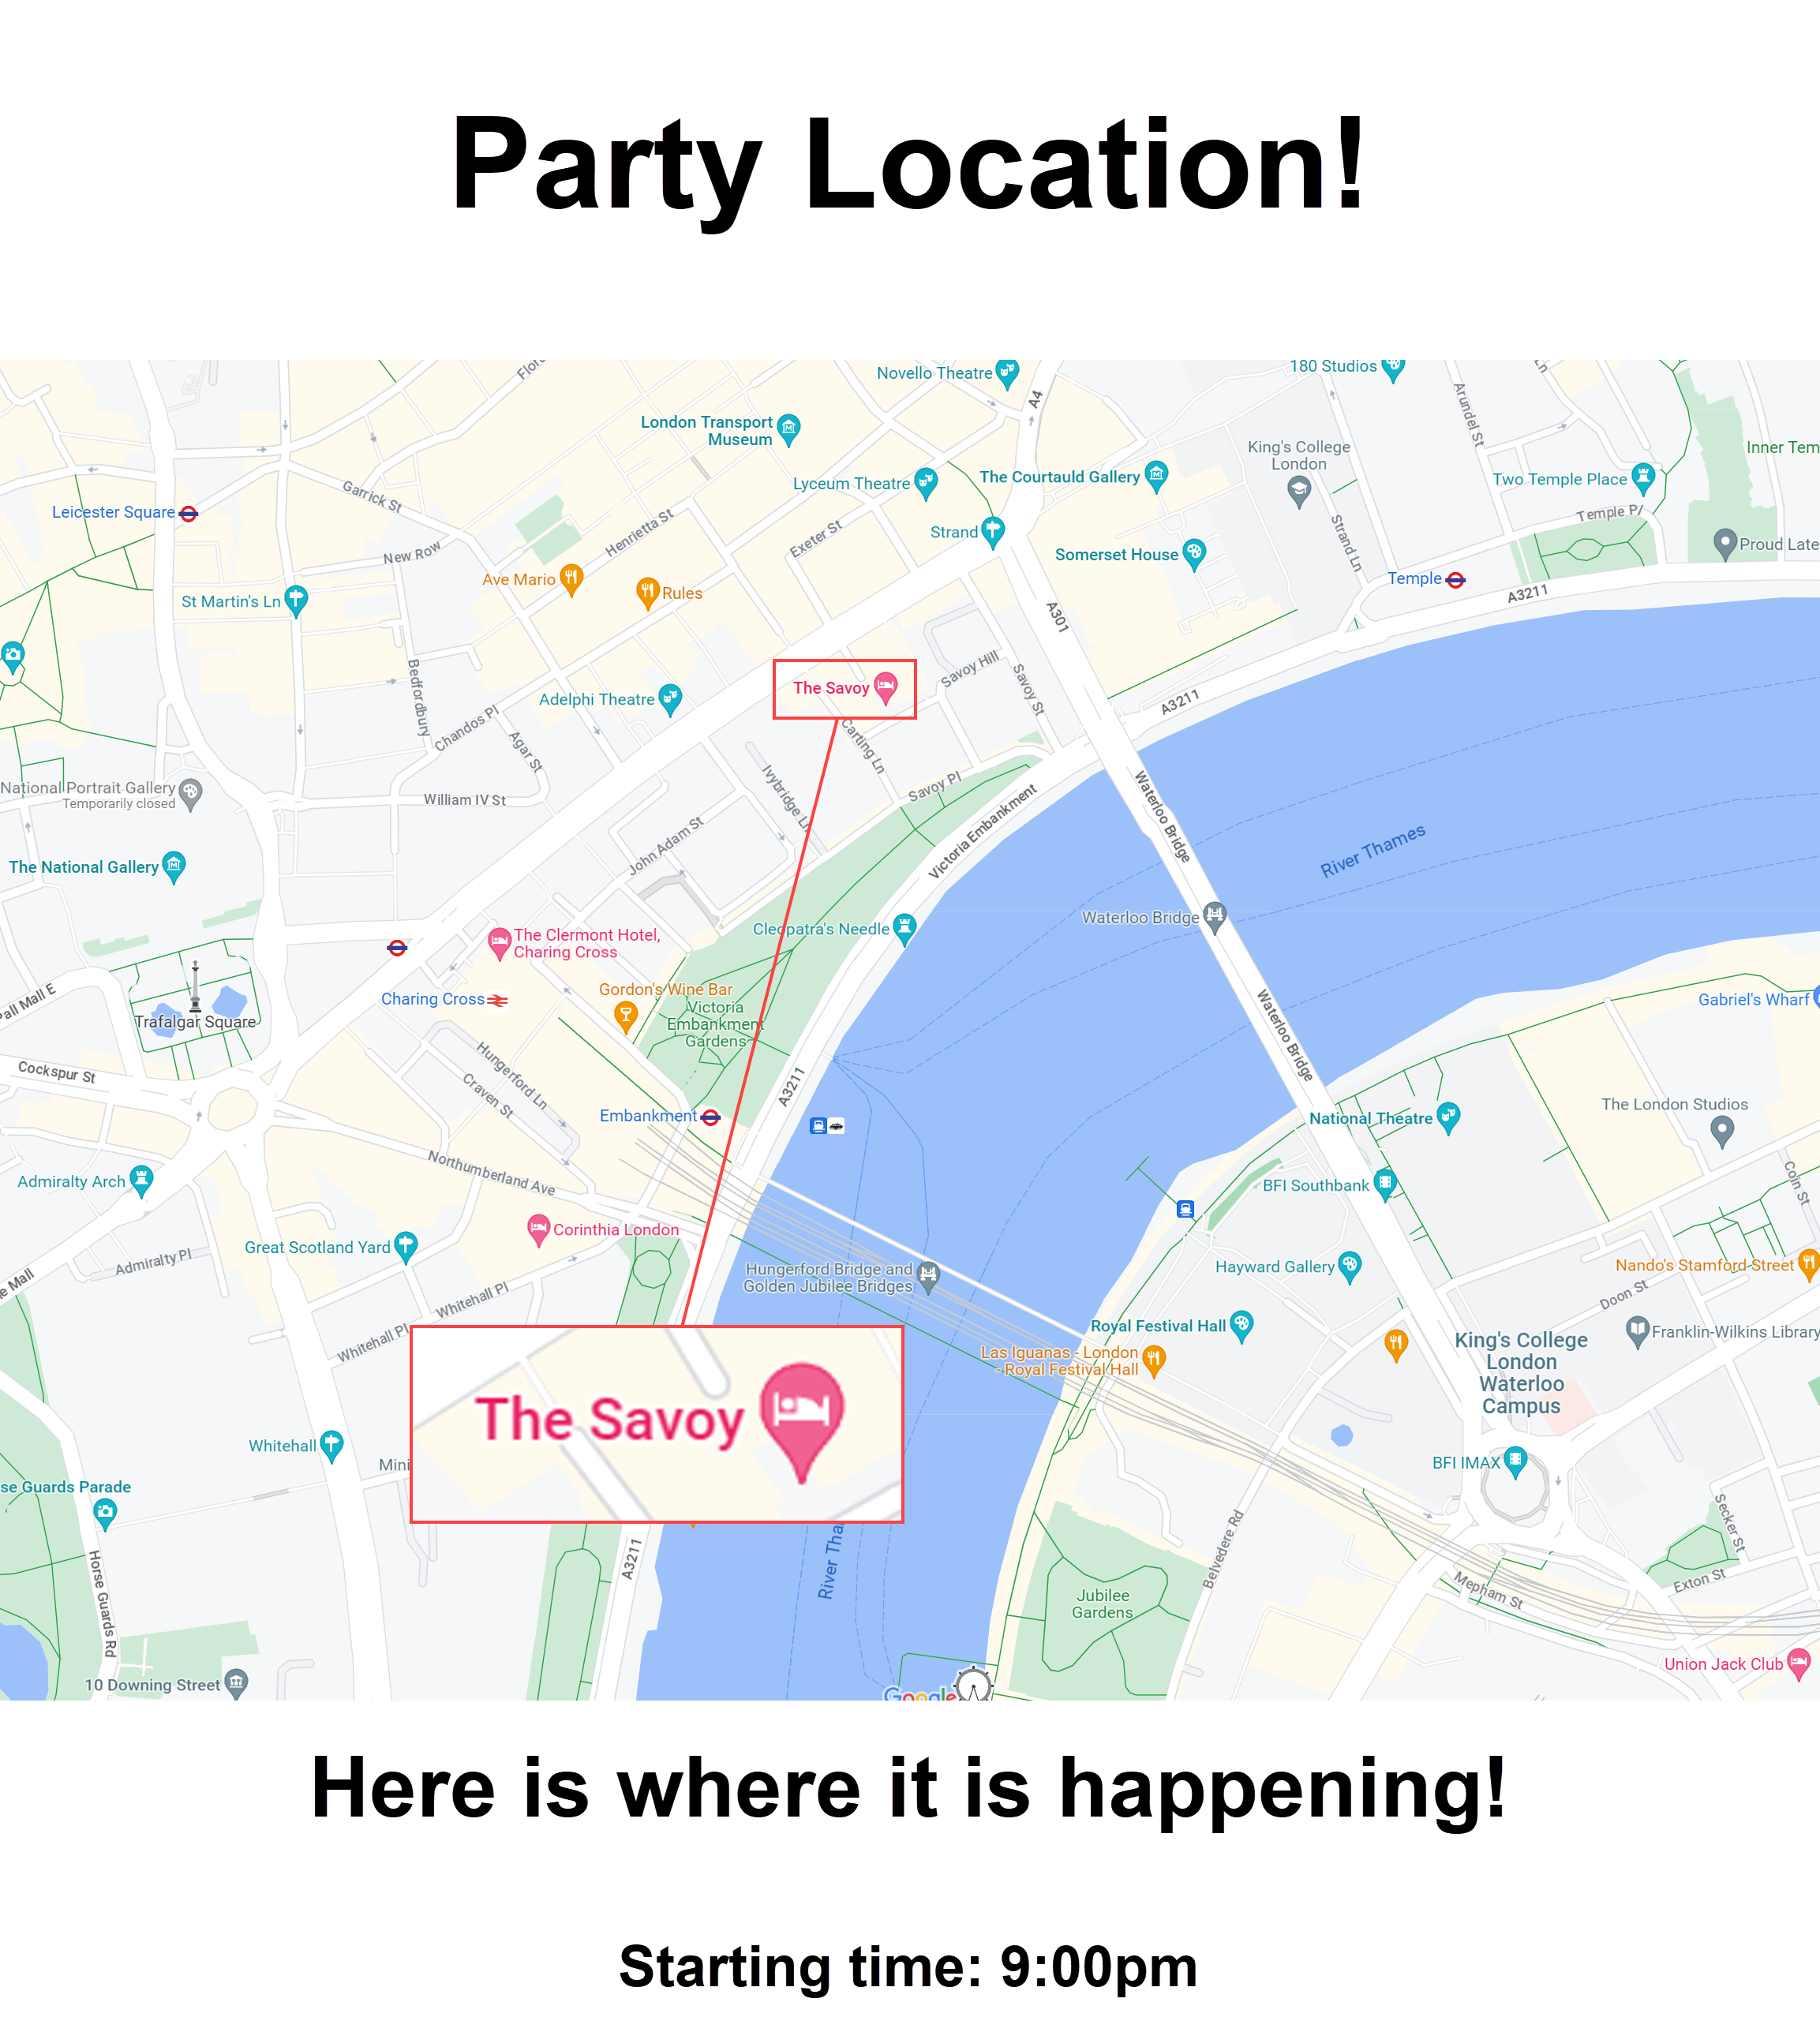 Party Location!
Novello Theatre
A4
180 Studios
London Transport
Museum
Lyceum Theatre
The Courtauld Gallery
King's College
London
Arundel St
Ln
Inner Tem
Two Temple Place
Temple Pl
Proud Late
Leicester Square
Garrick St
New Row
Henrietta St
Exeter St
Strand
Somerset House
Strand Ln
Temple
A3211
Ave Mario
Rules
St Martin's Ln
A301
Bedfordbury
Adelphi Theatre
The Savoy
Savoy Hill
Savoy St
A3211
Chandos Pl
Agar St
Carting Ln
Ivybridge Ln
Savoy Pl
National Portrait Gallery
Temporarily closed
William IV St
John Adam St
Victoria Embankment
Waterloo Bridge
River Thames
The National Gallery
Cleopatra's Needle
Waterloo Bridge
The Clermont Hotel,
Charing Cross
Charing Cross
Gordon's Wine Bar
Victoria
Embankment
Gardens
Pall Mall E
Trafalgar Square
Waterloo Bridge
Gabriel's Wharf
Cockspur St
Hungerford Ln
Craven St
A3211
Embankment
National Theatre
The London Studios
Admiralty Arch
Northumberland Ave
BFI Southbank
Coin St
Corinthia London
Great Scotland Yard
Admiralty Pl
e Mall
Whitehall Pl
Whitehall Pl
Hungerford Bridge and
Golden Jubilee Bridges
Hayward Gallery
Nando's Stamford Street
Doon St
Royal Festival Hall
Las Iguanas - London
- Royal Festival Hall
King's College
London
Waterloo
Campus
Franklin-Wilkins Library
The Savoy
Whitehall
Mini
BFI IMAX
se Guards Parade
Horse Guards Rd
A3211
River Tha
Belvedere Rd
Secker St
Exton St
Mepham St
Jubilee
Gardens
10 Downing Street
Union Jack Club
Google
Here is where it is happening!
Starting time: 9:00pm